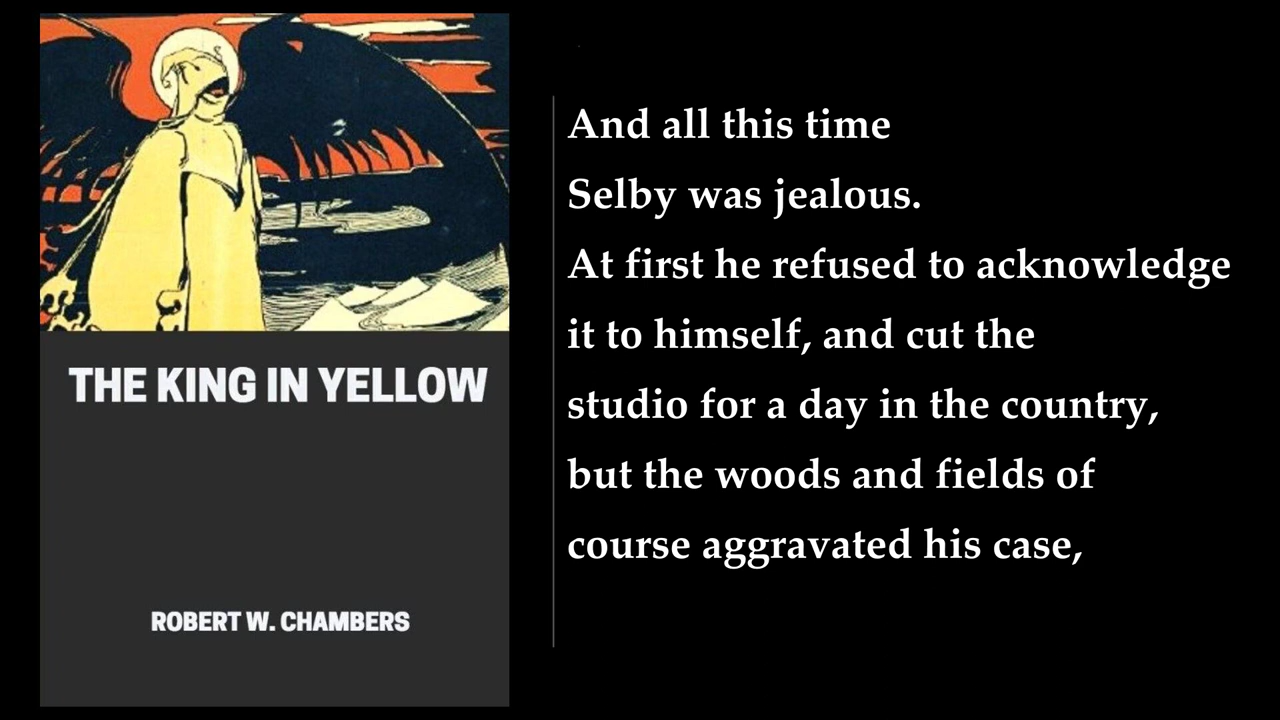 THE KING IN YELLOW
ROBERT W. CHAMBERS
And all this time
Selby was jealous.
At first he refused to acknowledge
it to himself, and cut the
studio for a day in the country,
but the woods and fields of
course aggravated his case,